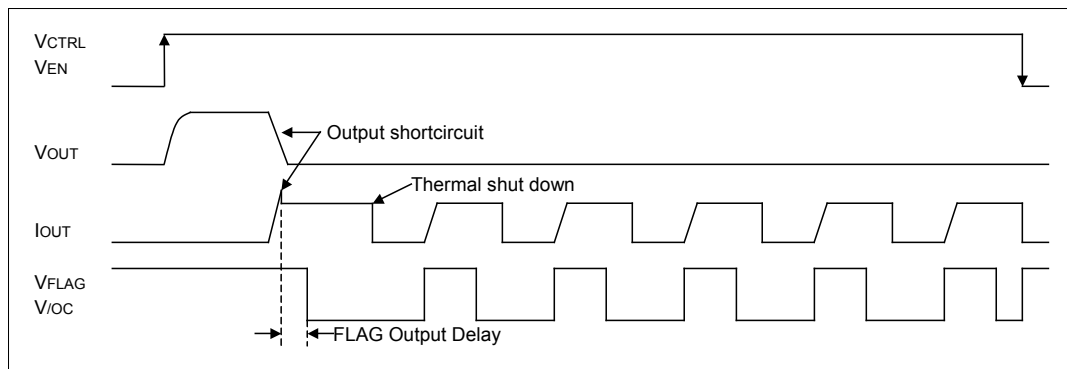 VCTRL
VEN
Output shortcircuit
VOUT
Thermal shut down
IOUT
VFLAG
V/OC
FLAG Output Delay